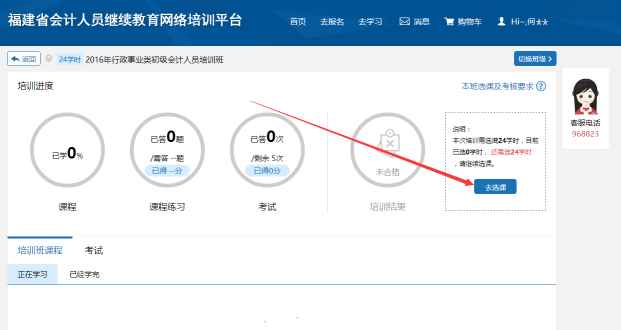 福建省会计人员继续教育网络培训平台
首页 去报名 去学习 消息 购物车 Hi~,何**
返回 24学时 2016年行政事业类初级会计人员培训班 切换班级 >
培训进度 本班选课及考核要求 ?
已学0%
课程
已答0题
/需答 --题
已得 --分
课程练习
已答0次
/剩余 5次
已得0分
考试
未合格
培训结果
说明：
本次培训需选满24学时，目前
已选0学时， 还需选24学时
，请继续选课。
去选课
客服电话
968823
培训班课程 考试
正在学习 已经学完